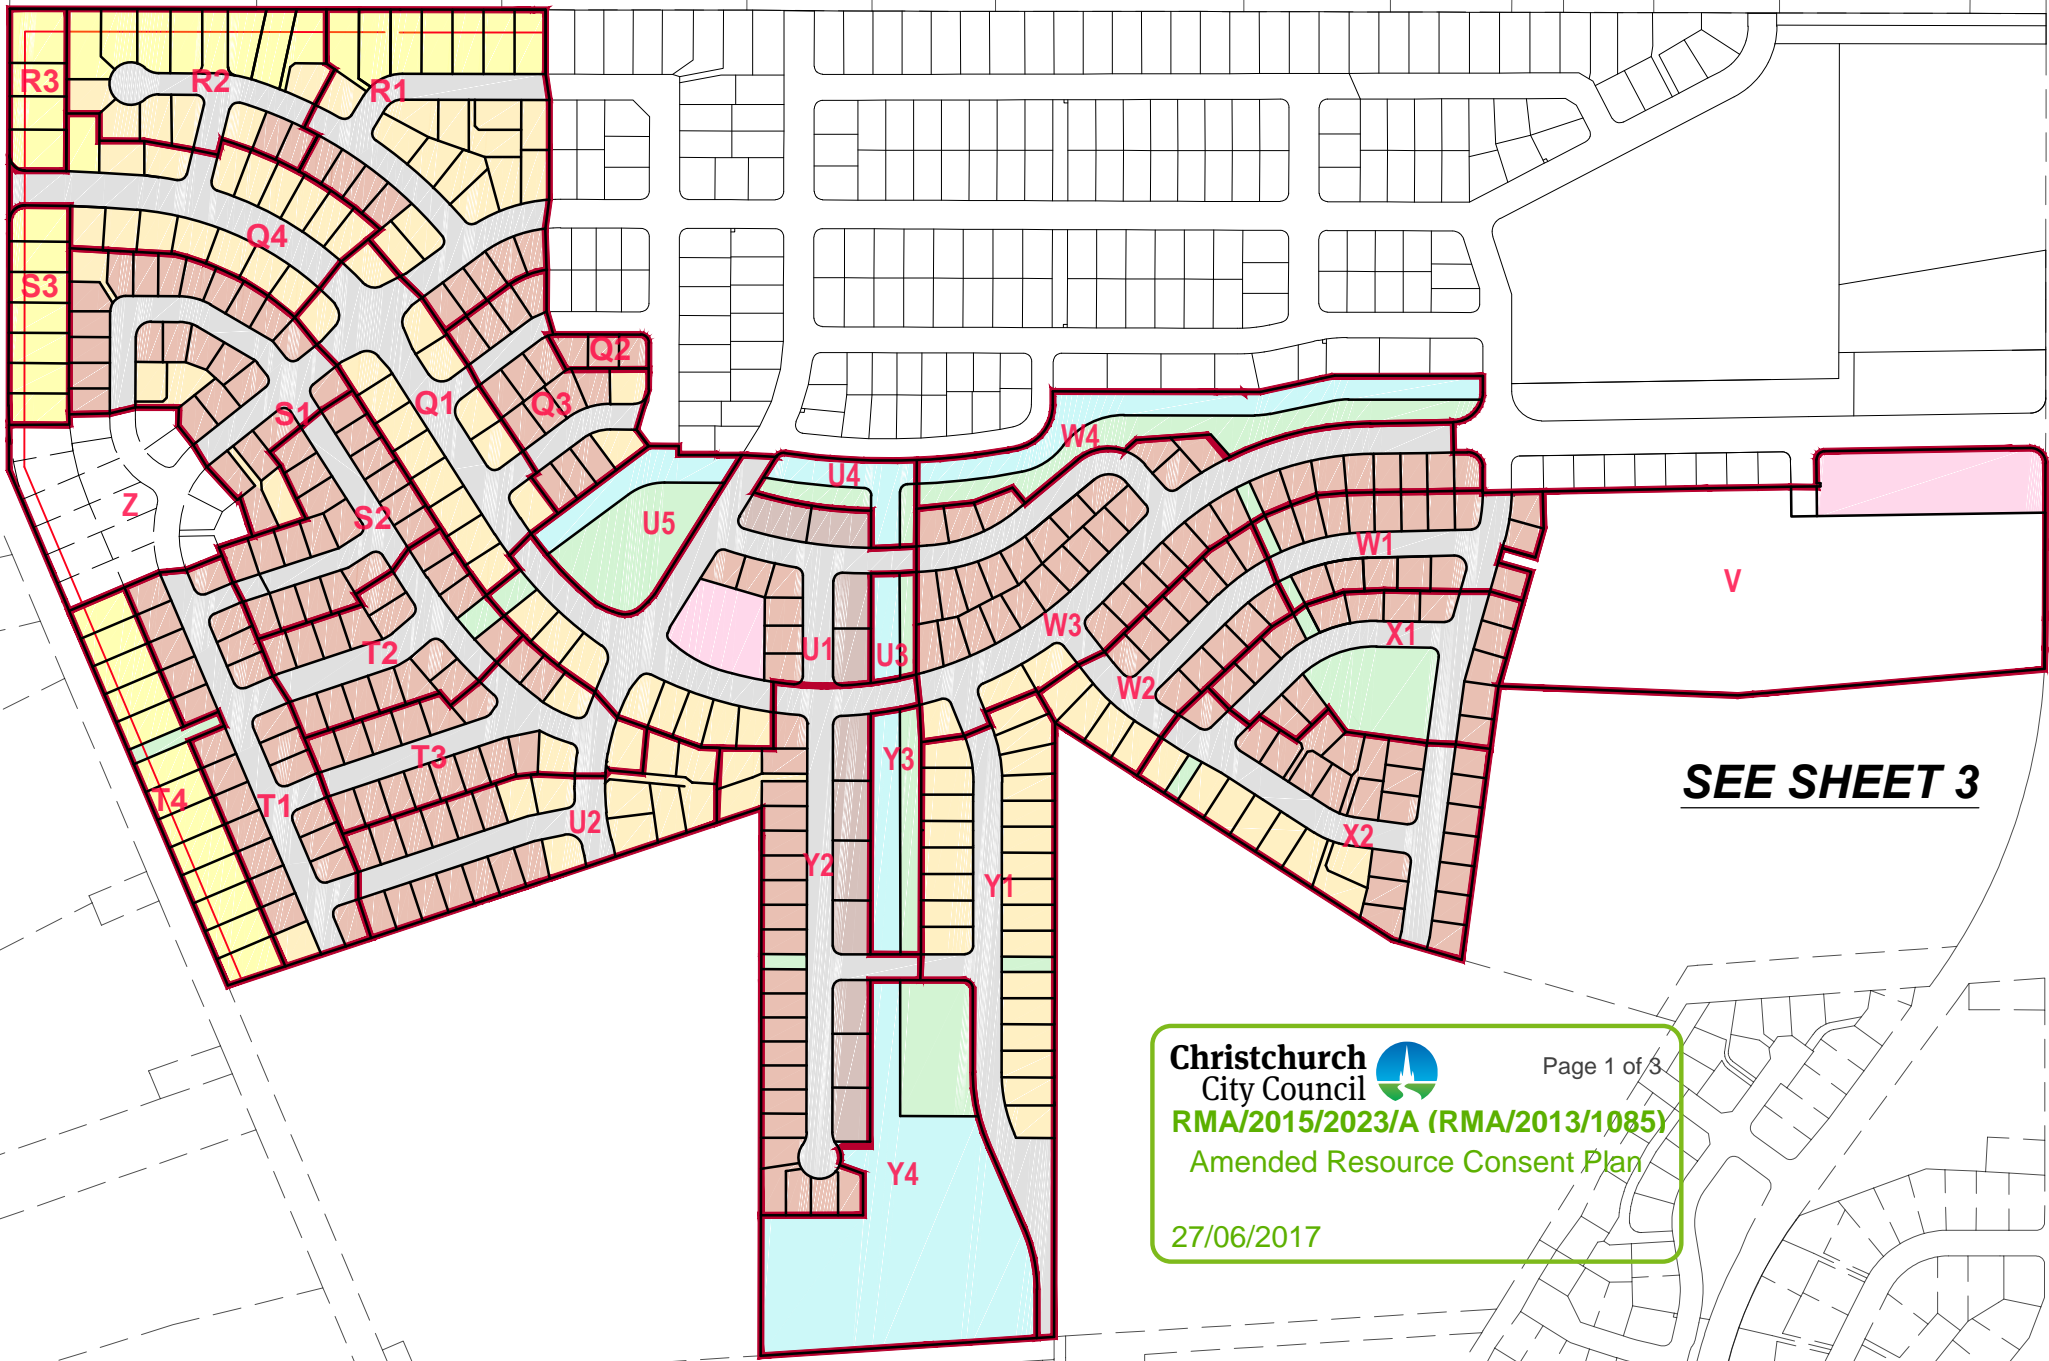 R3
R2
R1
Q4
S3
Q2
Q1
Q3
S1
W4
U4
Z
S2
U5
W1
V
W3
X1
T2
U1
U3
W2
T3
Y3
SEE SHEET 3
T4
T1
U2
X2
Y2
Y1
Christchurch
City Council
Page 1 of 3
RMA/2015/2023/A (RMA/2013/1085)
Amended Resource Consent Plan
Y4
27/06/2017